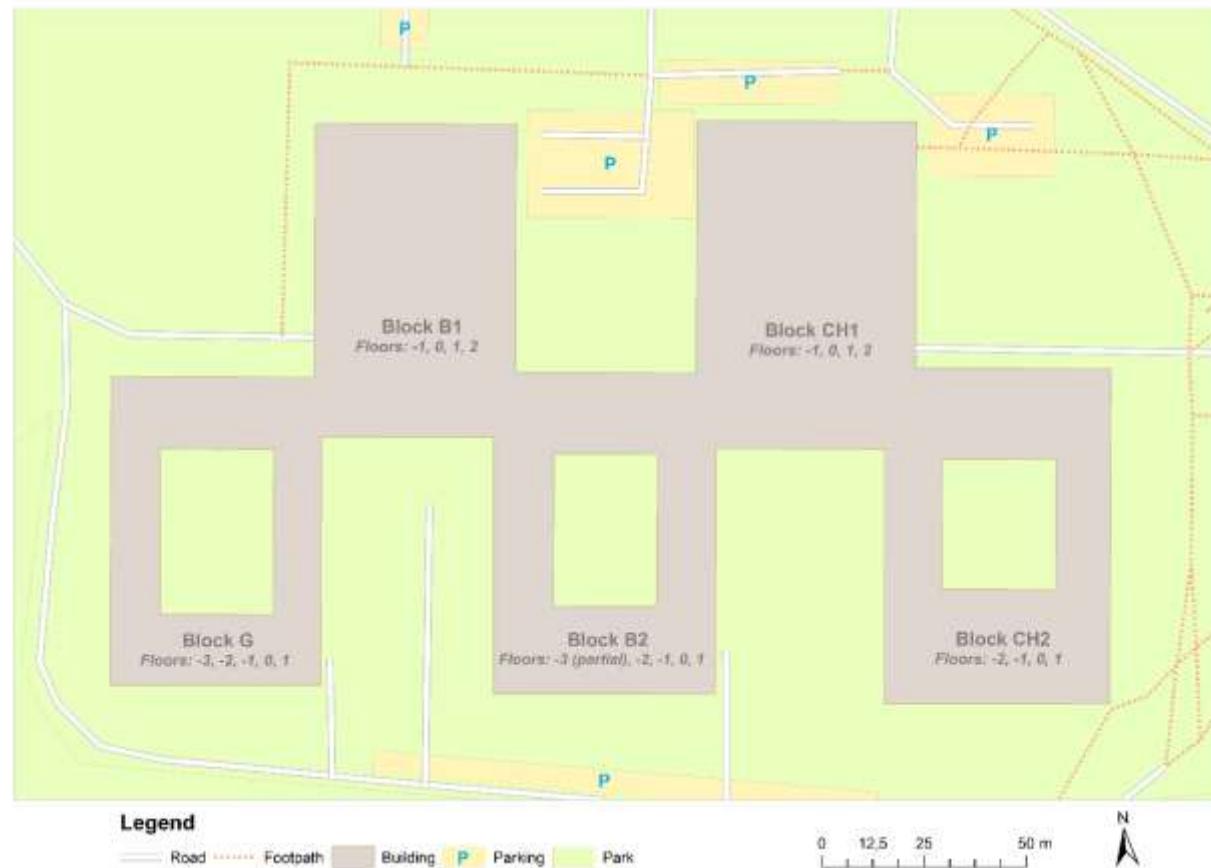 P
P
P
P
Block B1
Floors: -1, 0, 1, 2
Block CH1
Floors: -1, 0, 1, 2
Block G
Floors: -3, -2, -1, 0, 1
Block B2
Floors: -3 (partial), -2, -1, 0, 1
Block CH2
Floors: -2, -1, 0, 1
P
Legend
Road Footpath Building P Parking Park
0 12,5 25 50 m
N